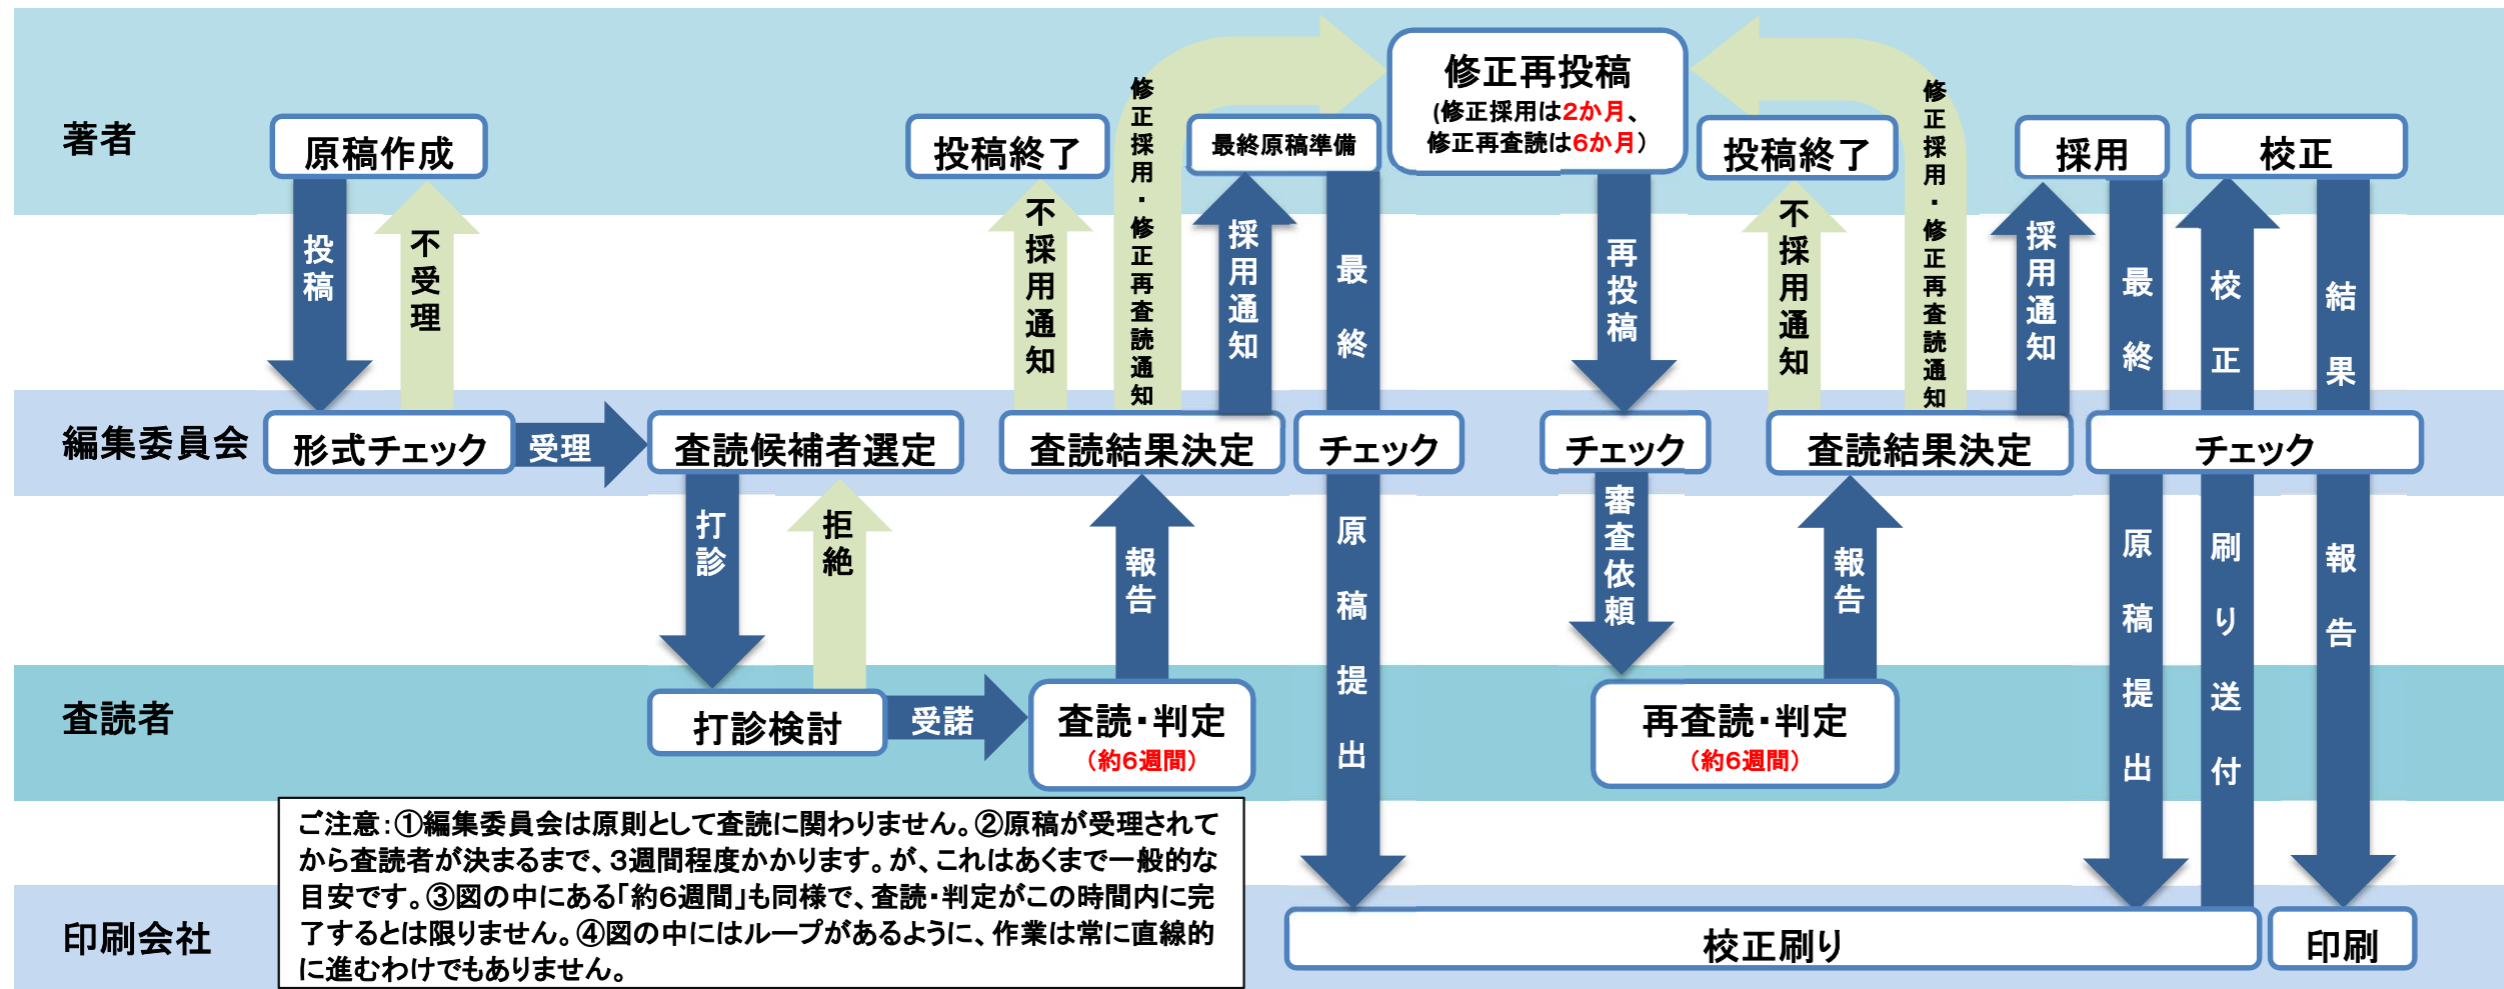 著者
原稿作成
投稿
不受理
投稿終了
不採用通知
修正採用・修正再査読通知
採用通知
最終原稿準備
最終
原稿提出
修正再投稿
(修正採用は2か月、
修正再査読は6か月)
再投稿
投稿終了
不採用通知
修正採用・修正再査読通知
採用
採用通知
最終
原稿提出
校正
校正
刷り送付
結果
報告
編集委員会
形式チェック
受理
査読候補者選定
査読結果決定
チェック
チェック
査読結果決定
チェック
打診
拒絶
報告
審査依頼
報告
査読者
打診検討
受諾
査読・判定
(約6週間)
再査読・判定
(約6週間)
ご注意:①編集委員会は原則として査読に関わりません。②原稿が受理されて
から査読者が決まるまで、3週間程度かかります。が、これはあくまで一般的な
目安です。③図の中にある「約6週間」も同様で、査読・判定がこの時間内に完
了するとは限りません。④図の中にはループがあるように、作業は常に直線的
に進むわけでもありません。
印刷会社
校正刷り
印刷